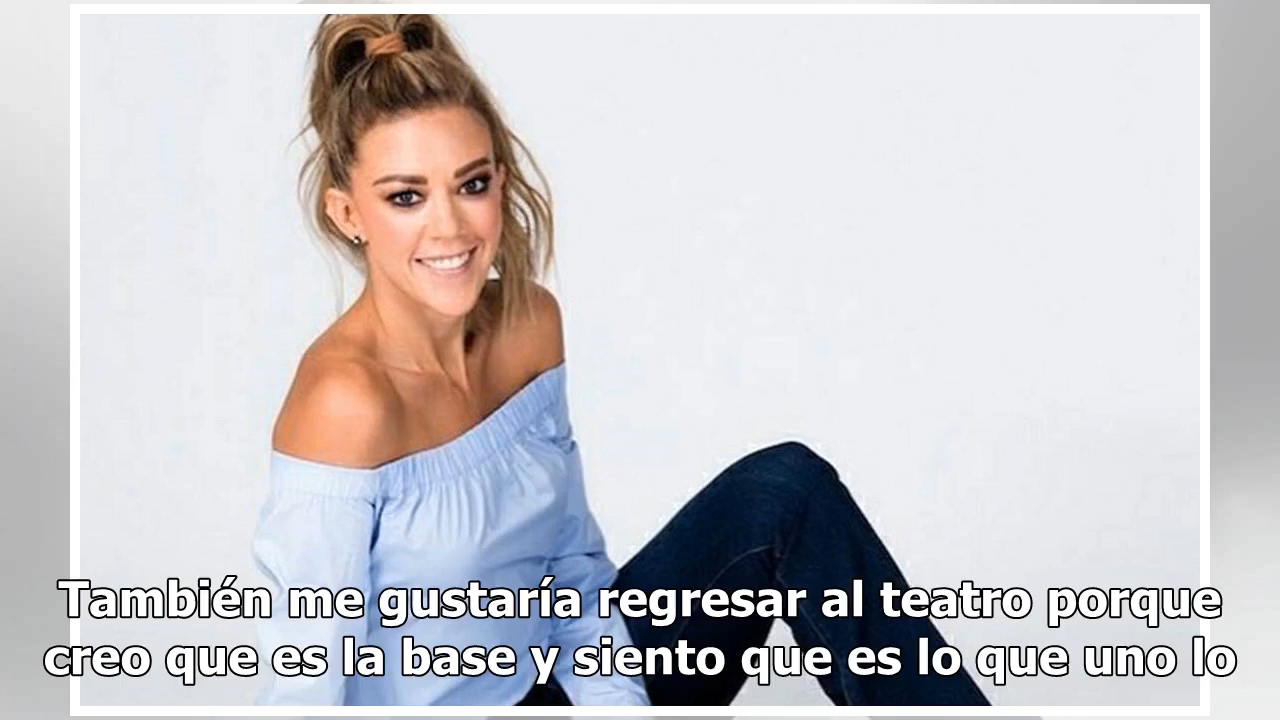 También me gustaría regresar al teatro porque
creo que es la base y siento que es lo que uno lo